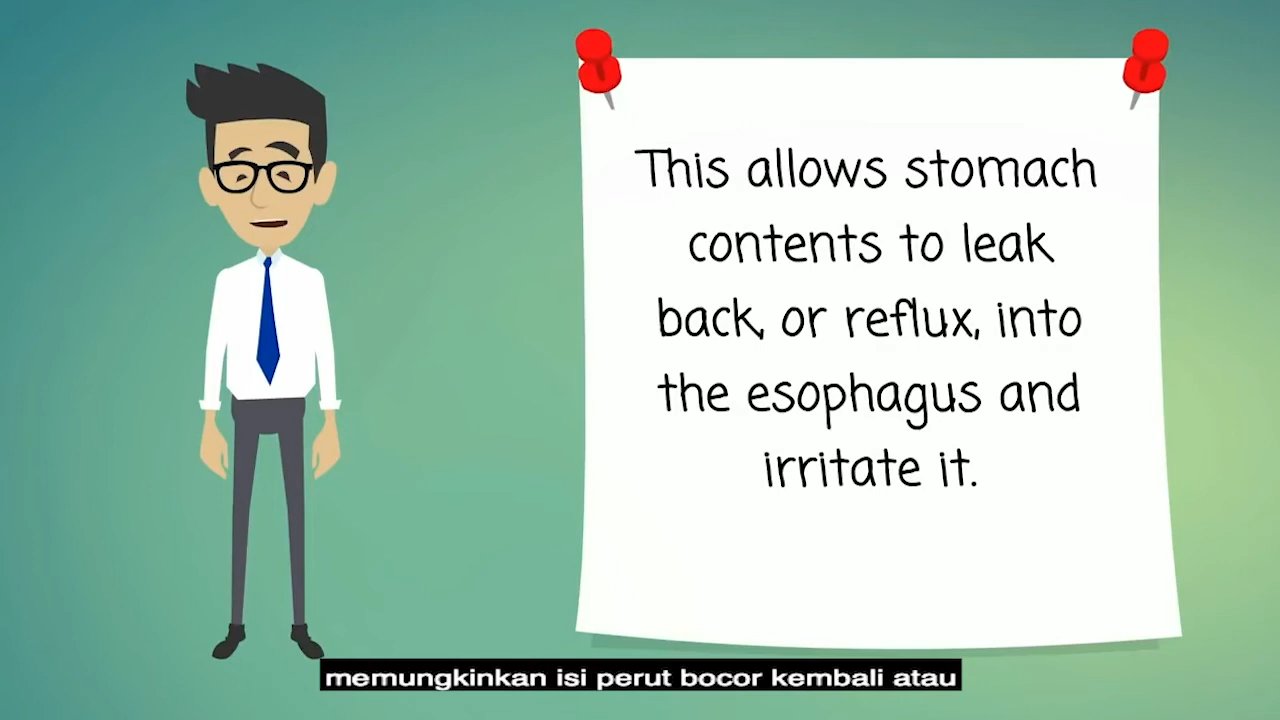 This allows stomach
contents to leak
back, or reflux, into
the esophagus and
irritate it.
memungkinkan isi perut bocor kembali atau